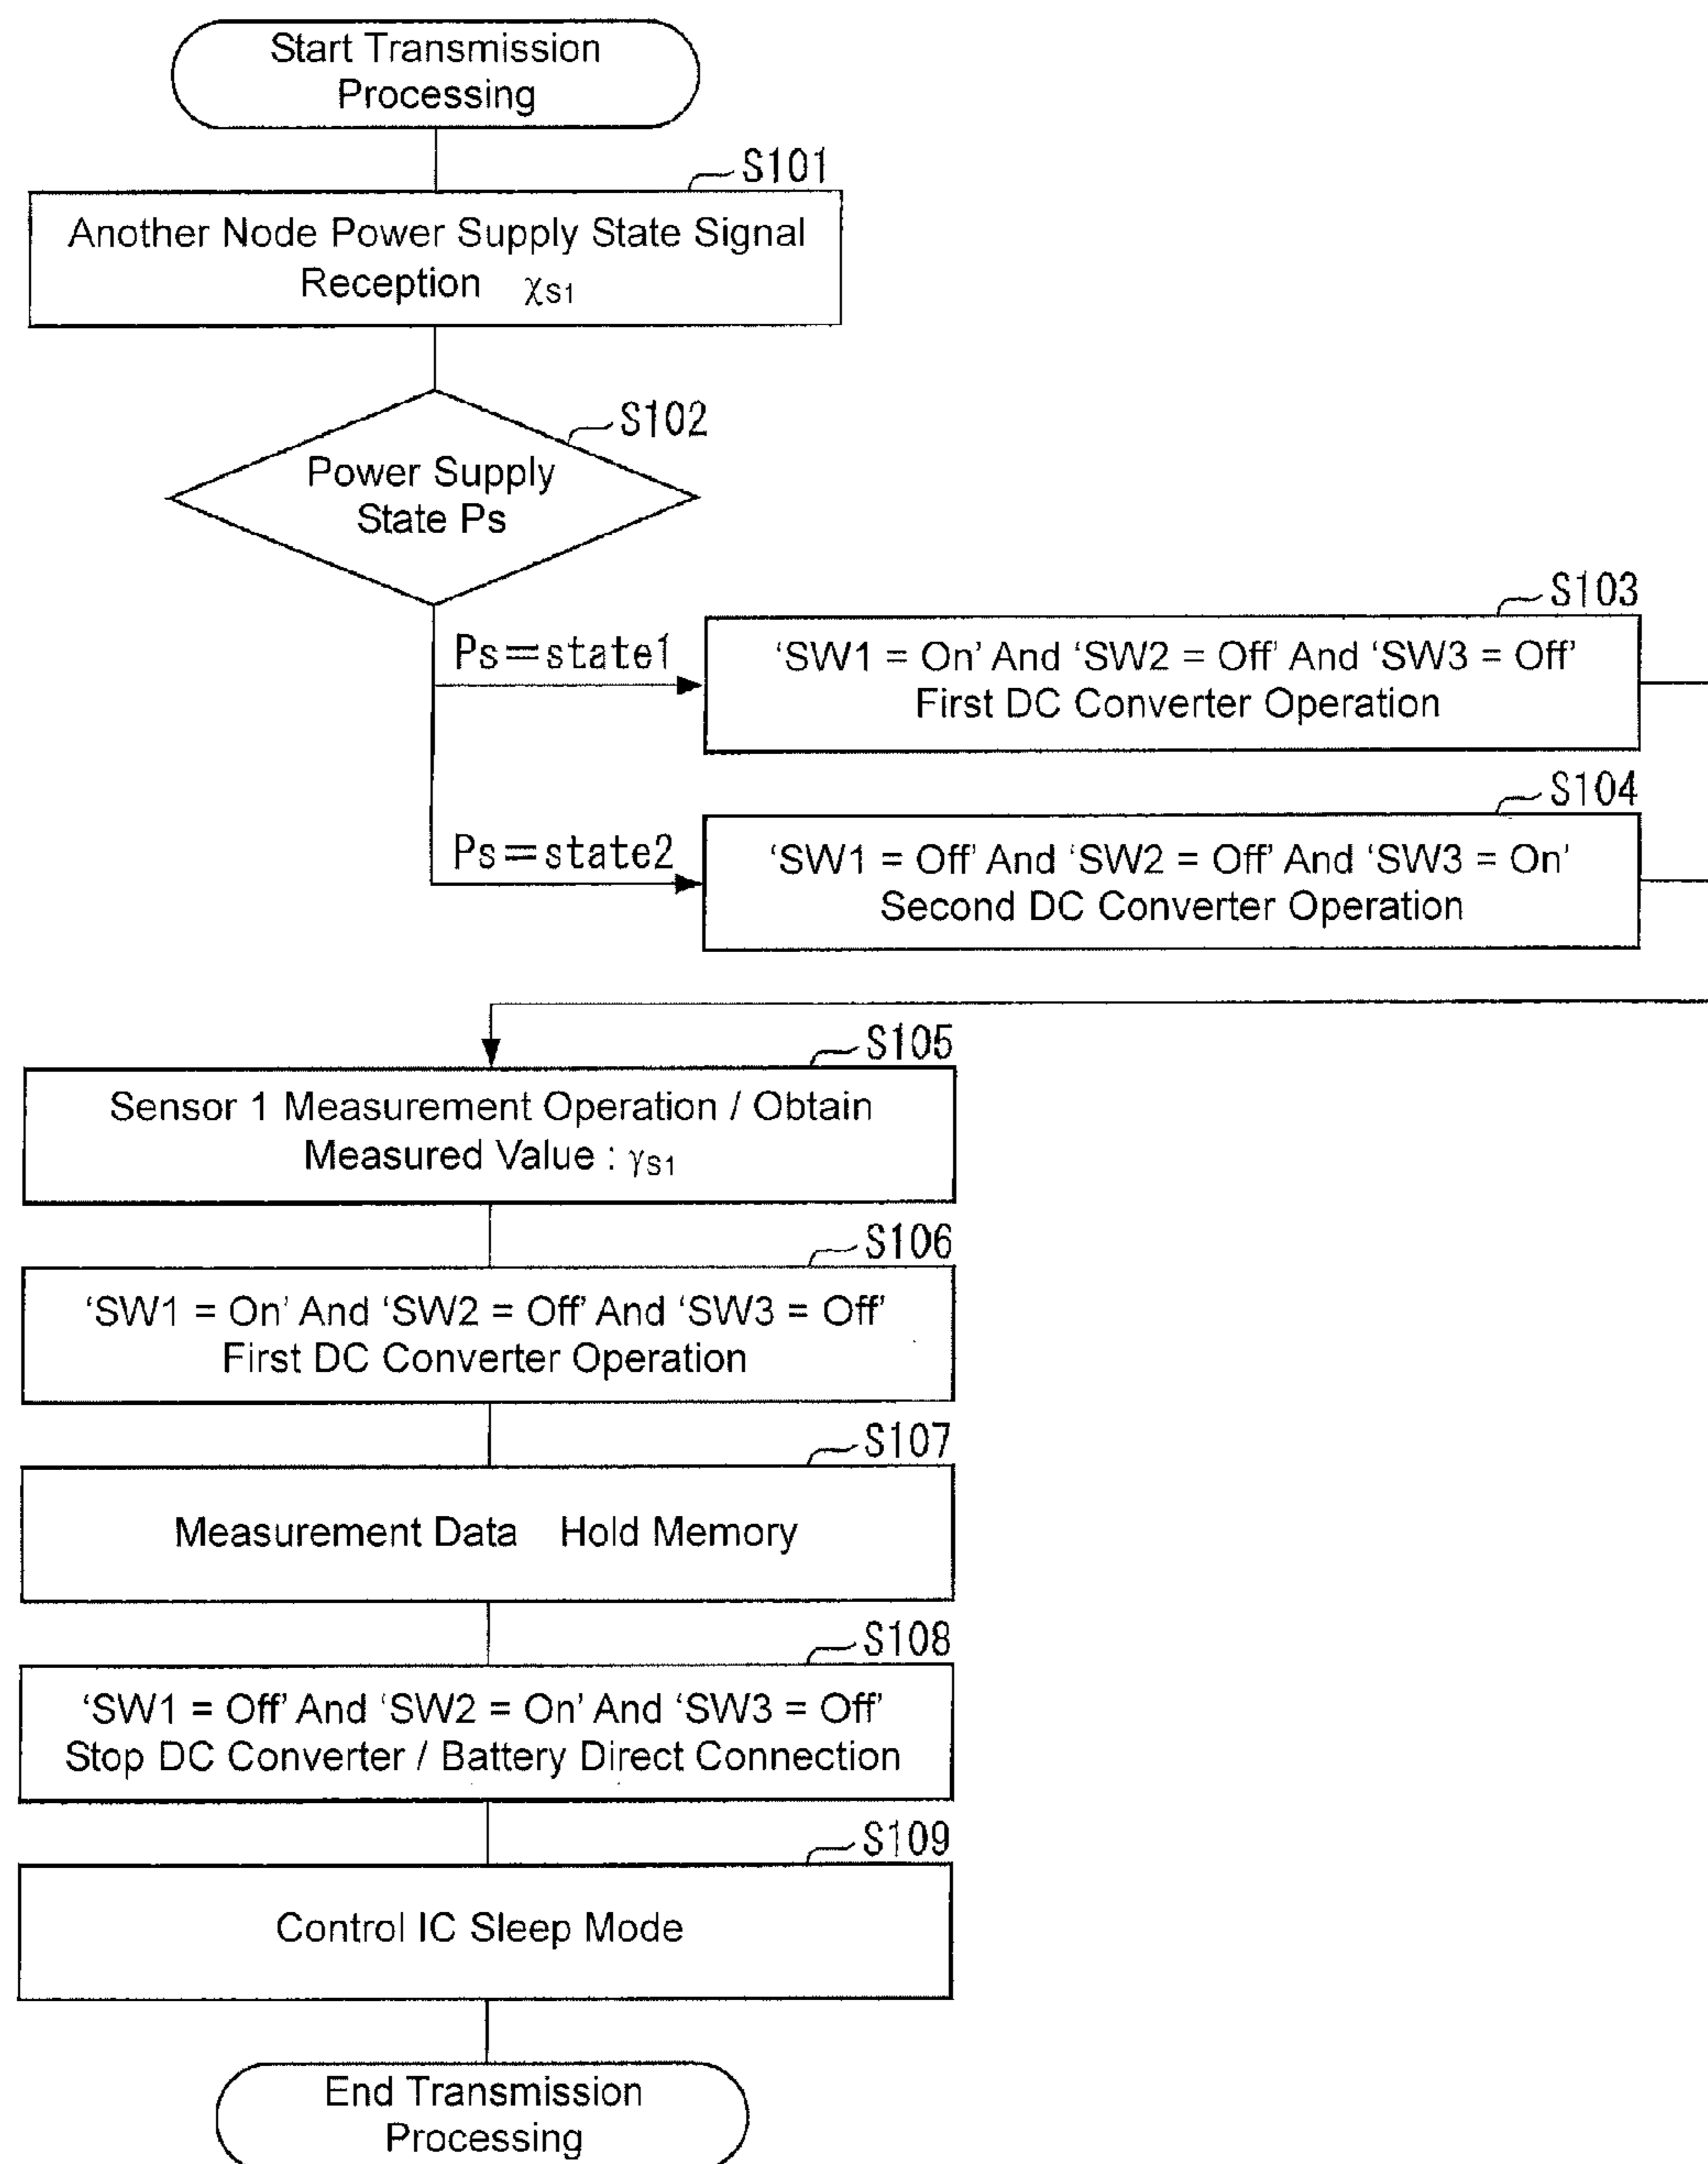 Start Transmission
Processing
S101
Another Node Power Supply State Signal
Reception χS1
S102
Power Supply
State Ps
S103
Ps=state1
‘SW1 = On’ And ‘SW2 = Off’ And ‘SW3 = Off’
First DC Converter Operation
S104
Ps=state2
‘SW1 = Off’ And ‘SW2 = Off’ And ‘SW3 = On’
Second DC Converter Operation
S105
Sensor 1 Measurement Operation / Obtain
Measured Value : γS1
S106
‘SW1 = On’ And ‘SW2 = Off’ And ‘SW3 = Off’
First DC Converter Operation
S107
Measurement Data Hold Memory
S108
‘SW1 = Off’ And ‘SW2 = On’ And ‘SW3 = Off’
Stop DC Converter / Battery Direct Connection
S109
Control IC Sleep Mode
End Transmission
Processing